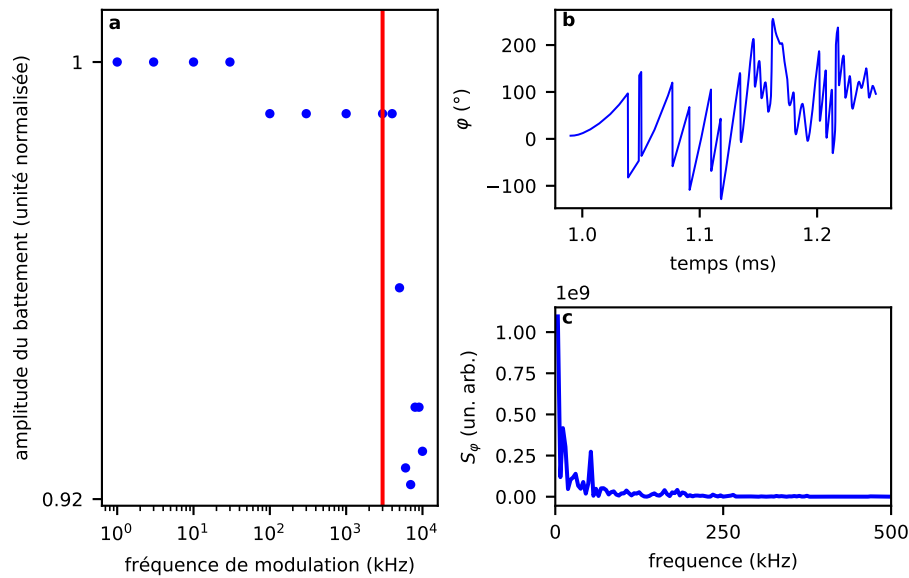 a
1
0.92
amplitude du battement (unité normalisée)
10⁰ 10¹ 10² 10³ 10⁴
fréquence de modulation (kHz)
b
200
100
0
−100
φ (°)
1.0 1.1 1.2
temps (ms)
1e9
c
1.00
0.75
0.50
0.25
0.00
Sφ (un. arb.)
0 250 500
frequence (kHz)